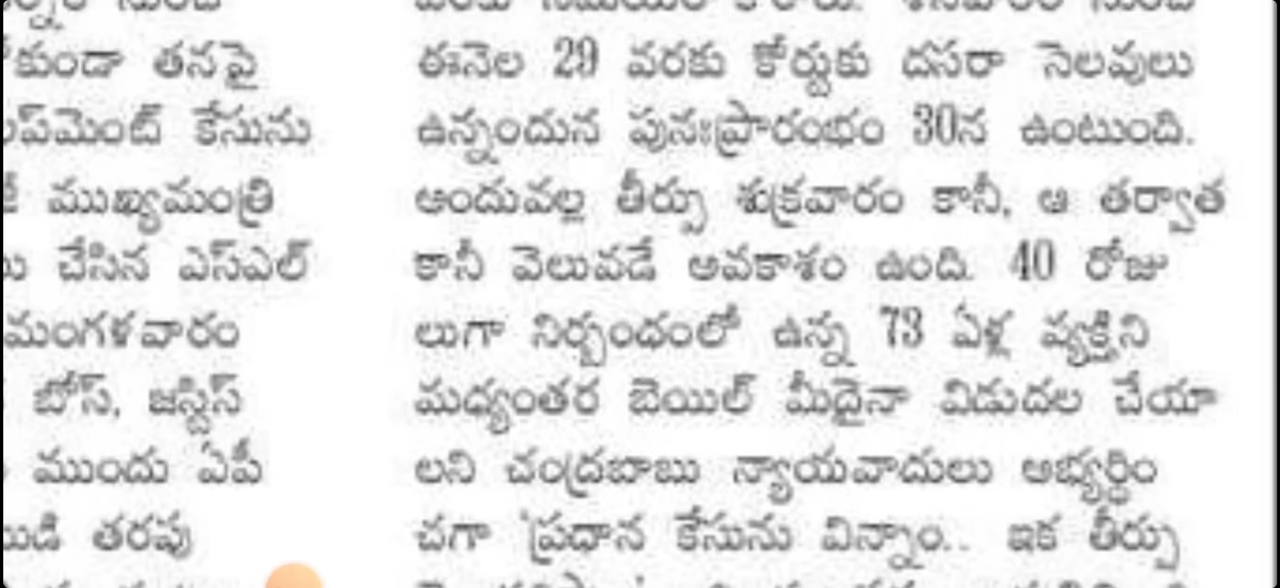 కుండా తనపై
మెంట్ కేసును
ముఖ్యమంత్రి
చేసిన ఎస్ఎల్
మంగళవారం
బోస్, జస్టిస్
ముందు ఏపీ
తరపు
ఈనెల 29 వరకు కోర్టుకు దసరా సెలవులు
ఉన్నందున పునఃప్రారంభం 30న ఉంటుంది.
అందువల్ల తీర్పు శుక్రవారం కానీ, ఆ తర్వాత
కానీ వెలువడే అవకాశం ఉంది. 40 రోజు
లుగా నిర్బంధంలో ఉన్న 73 ఏళ్ల వ్యక్తిని
మధ్యంతర బెయిల్ మీదైనా విడుదల చేయా
లని చంద్రబాబు న్యాయవాదులు అభ్యర్థిం
చగా 'ప్రధాన కేసును విన్నాం.. ఇక తీర్పు